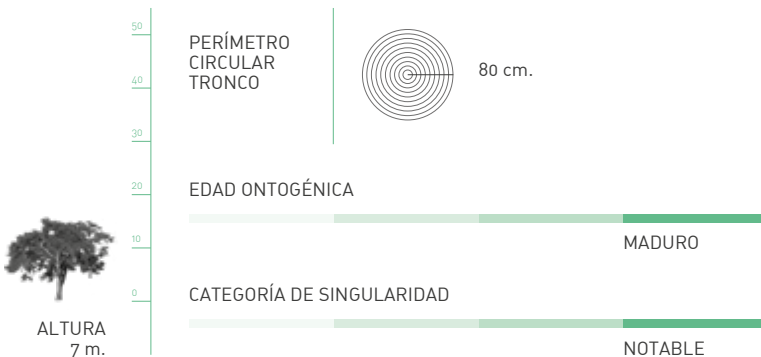 50
40
30
20
10
0
ALTURA
7 m.
PERÍMETRO
CIRCULAR
TRONCO
80 cm.
EDAD ONTOGÉNICA
MADURO
CATEGORÍA DE SINGULARIDAD
NOTABLE